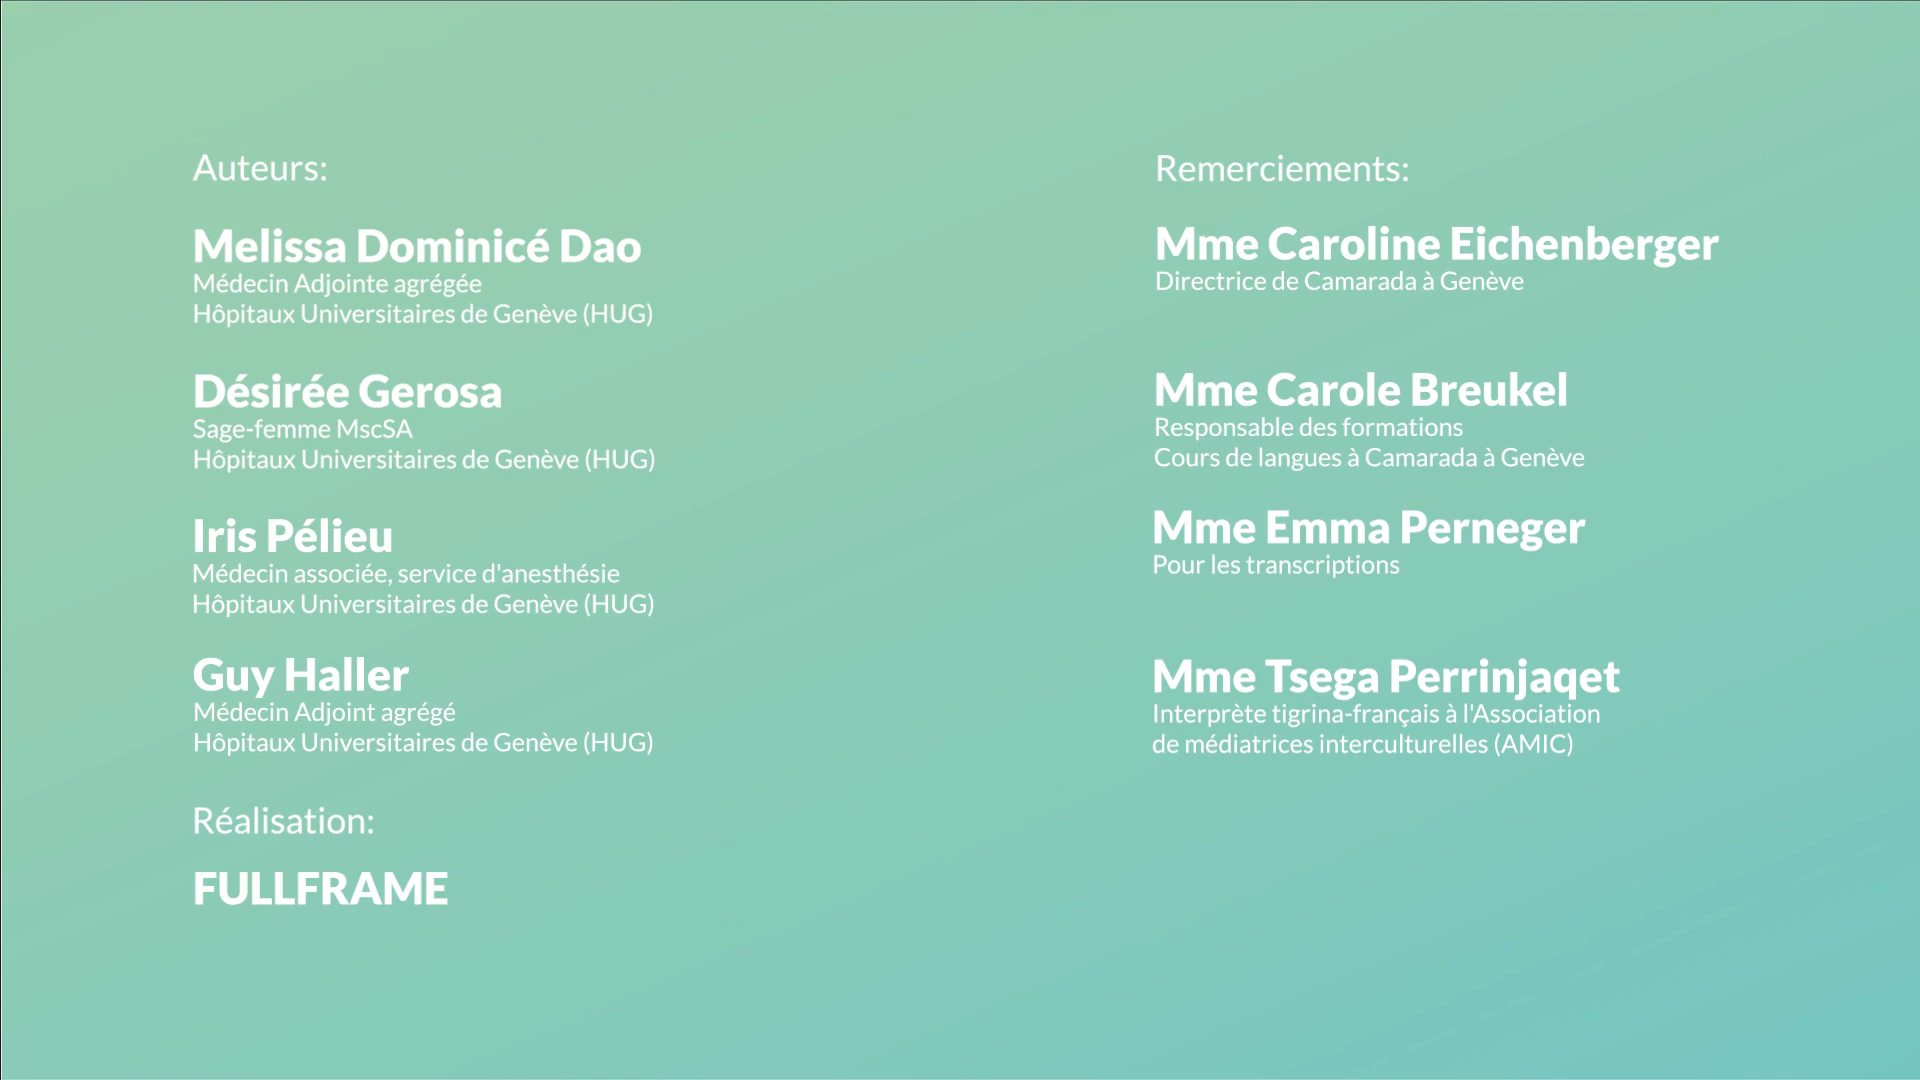 Auteurs:
Melissa Dominicé Dao
Médecin Adjointe agrégée
Hôpitaux Universitaires de Genève (HUG)
Désirée Gerosa
Sage-femme MscSA
Hôpitaux Universitaires de Genève (HUG)
Iris Pélieu
Médecin associée, service d'anesthésie
Hôpitaux Universitaires de Genève (HUG)
Guy Haller
Médecin Adjoint agrégé
Hôpitaux Universitaires de Genève (HUG)
Réalisation:
FULLFRAME
Remerciements:
Mme Caroline Eichenberger
Directrice de Camarada à Genève
Mme Carole Breukel
Responsable des formations
Cours de langues à Camarada à Genève
Mme Emma Perneger
Pour les transcriptions
Mme Tsega Perrinjaqet
Interprète tigrina-français à l'Association
de médiatrices interculturelles (AMIC)